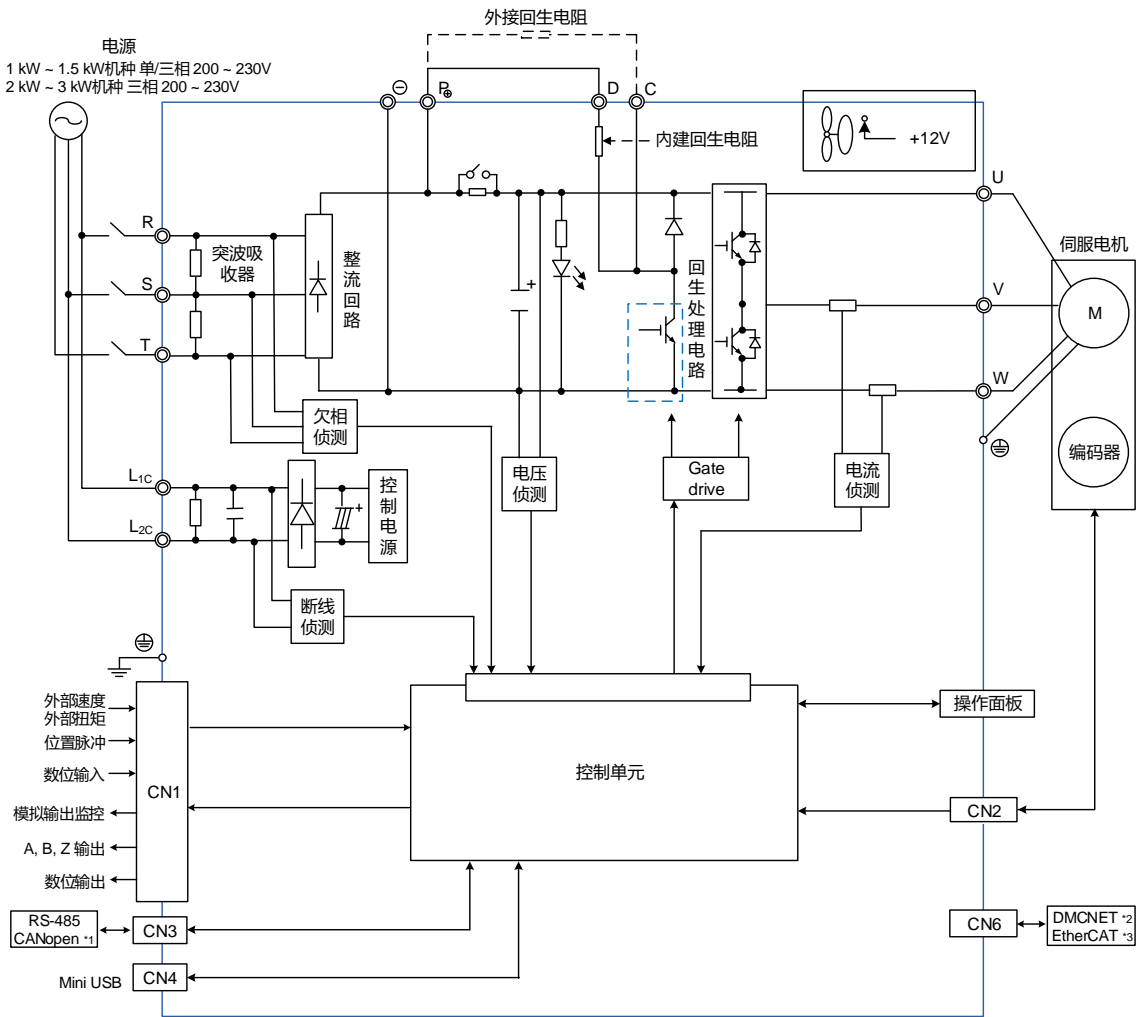 外接回生电阻
电源
1 kW ~ 1.5 kW机种 单/三相 200 ~ 230V
2 kW ~ 3 kW机种 三相 200 ~ 230V
⊖
P⊕
D
C
内建回生电阻
+12V
U
R
突波吸
收器
整流回路
回生处理电路
伺服电机
S
+
V
M
T
W
欠相
侦测
编码器
电压
侦测
Gate
drive
电流
侦测
L1C
控制电源
+
L2C
断线
侦测
外部速度
外部扭矩
操作面板
位置脉冲
数位输入
控制单元
CN1
模拟输出监控
CN2
A, B, Z 输出
数位输出
RS-485
CANopen *1
CN3
CN6
DMCNET *2
EtherCAT *3
Mini USB
CN4